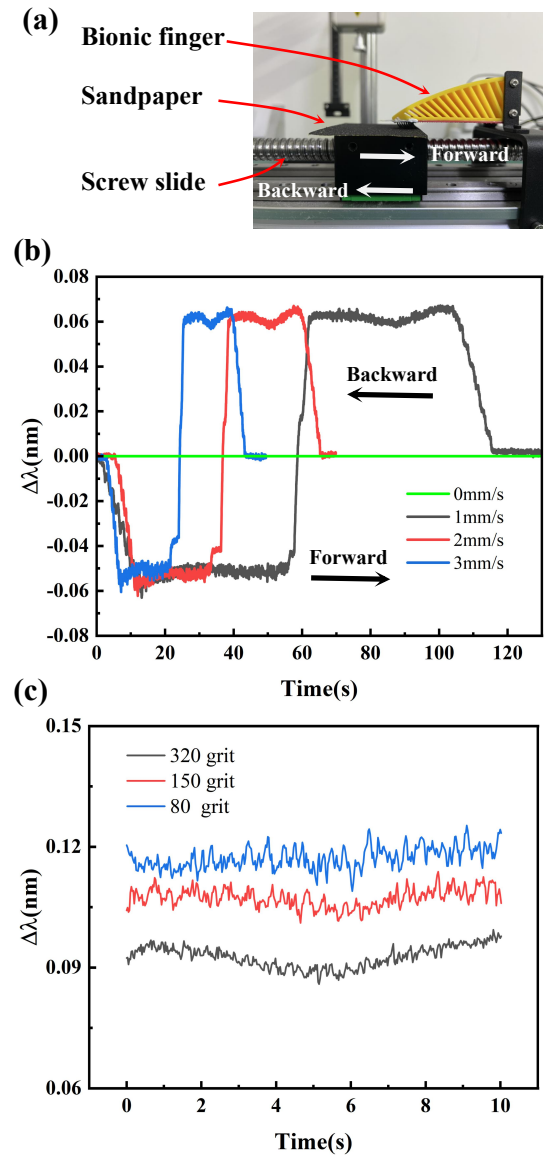 (a)
Bionic finger
Sandpaper
Screw slide
Forward
Backward
(b)
0.08
0.06
0.04
0.02
0.00
-0.02
-0.04
-0.06
-0.08
Δλ(nm)
Backward
Forward
0mm/s
1mm/s
2mm/s
3mm/s
0 20 40 60 80 100 120
Time(s)
(c)
0.15
0.12
0.09
0.06
Δλ(nm)
320 grit
150 grit
80 grit
0 2 4 6 8 10
Time(s)